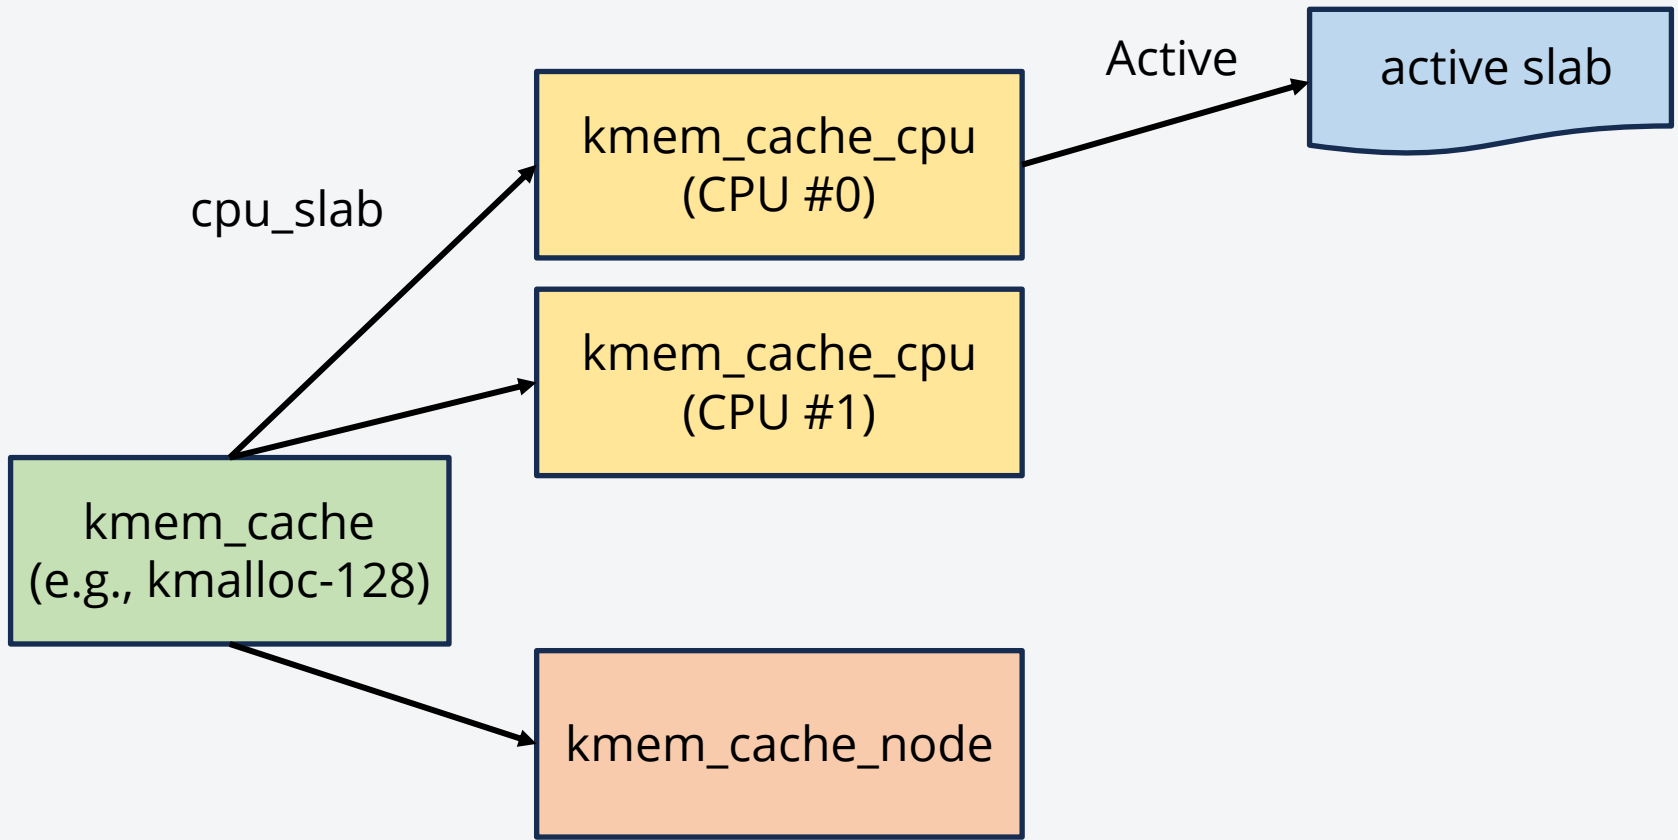 Active
active slab
kmem_cache_cpu
(CPU #0)
cpu_slab
kmem_cache_cpu
(CPU #1)
kmem_cache
(e.g., kmalloc-128)
kmem_cache_node